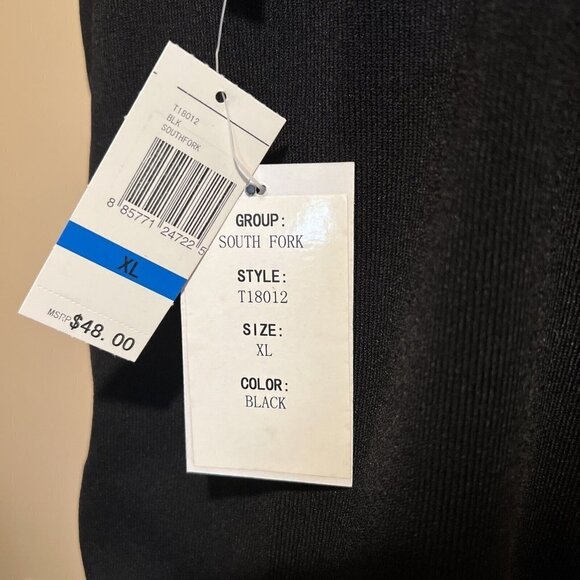 T18012
BLK
SOUTHFORK
8 85771 24722 5
XL
MSRP $48.00
GROUP:
SOUTH FORK
STYLE:
T18012
SIZE:
XL
COLOR:
BLACK